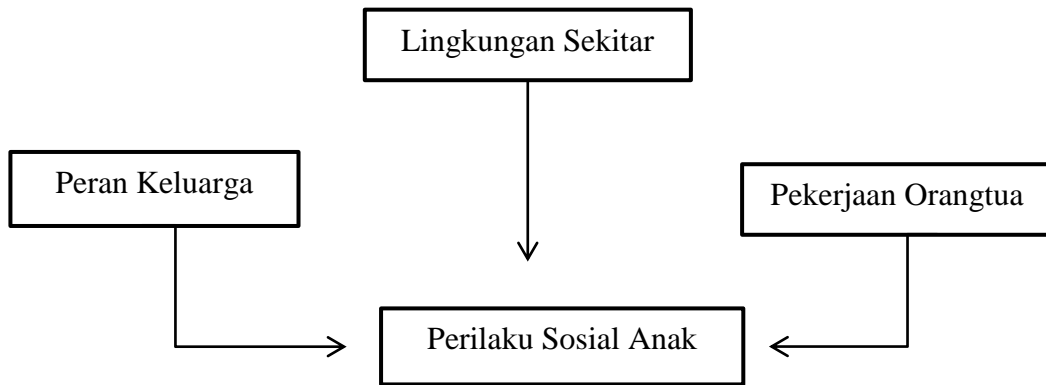 Lingkungan Sekitar
Peran Keluarga
Pekerjaan Orangtua
Perilaku Sosial Anak